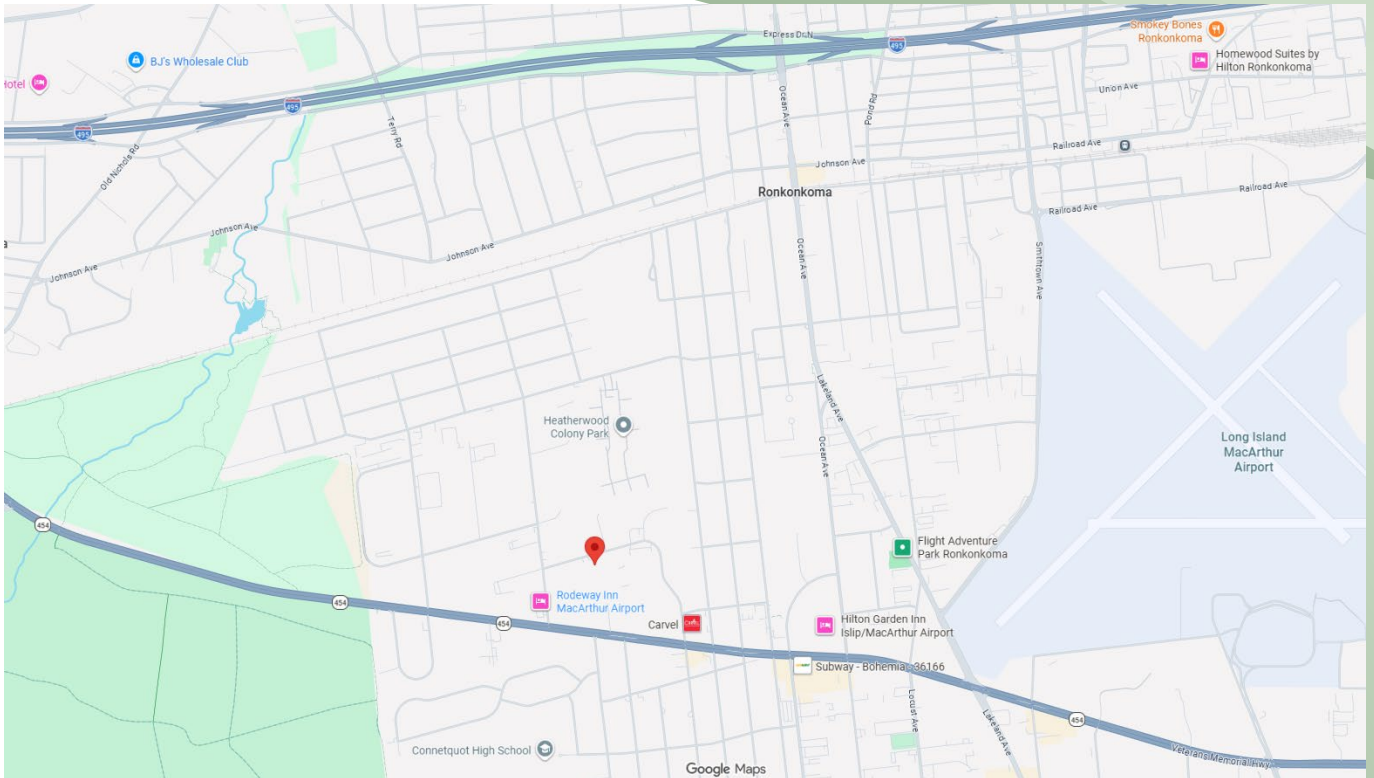 Express Dr N
Smokey Bones
Ronkonkoma
495
BJ's Wholesale Club
Homewood Suites by
Hilton Ronkonkoma
Hotel
Union Ave
495
495
Old Nichols Rd
Terry Rd
Ocean Ave
Pond Rd
Railroad Ave
Johnson Ave
Ronkonkoma
Railroad Ave
Railroad Ave
Johnson Ave
Johnson Ave
Johnson Ave
Ocean Ave
Smithtown Ave
Lakeland Ave
Heatherwood
Colony Park
Ocean Ave
Long Island
MacArthur
Airport
454
Flight Adventure
Park Ronkonkoma
Rodeway Inn
MacArthur Airport
454
454
Carvel
Hilton Garden Inn
Islip/MacArthur Airport
Subway - Bohemia - 36166
Locust Ave
Lakeland Ave
454
Connetquot High School
Veterans Memorial Hwy
Google Maps